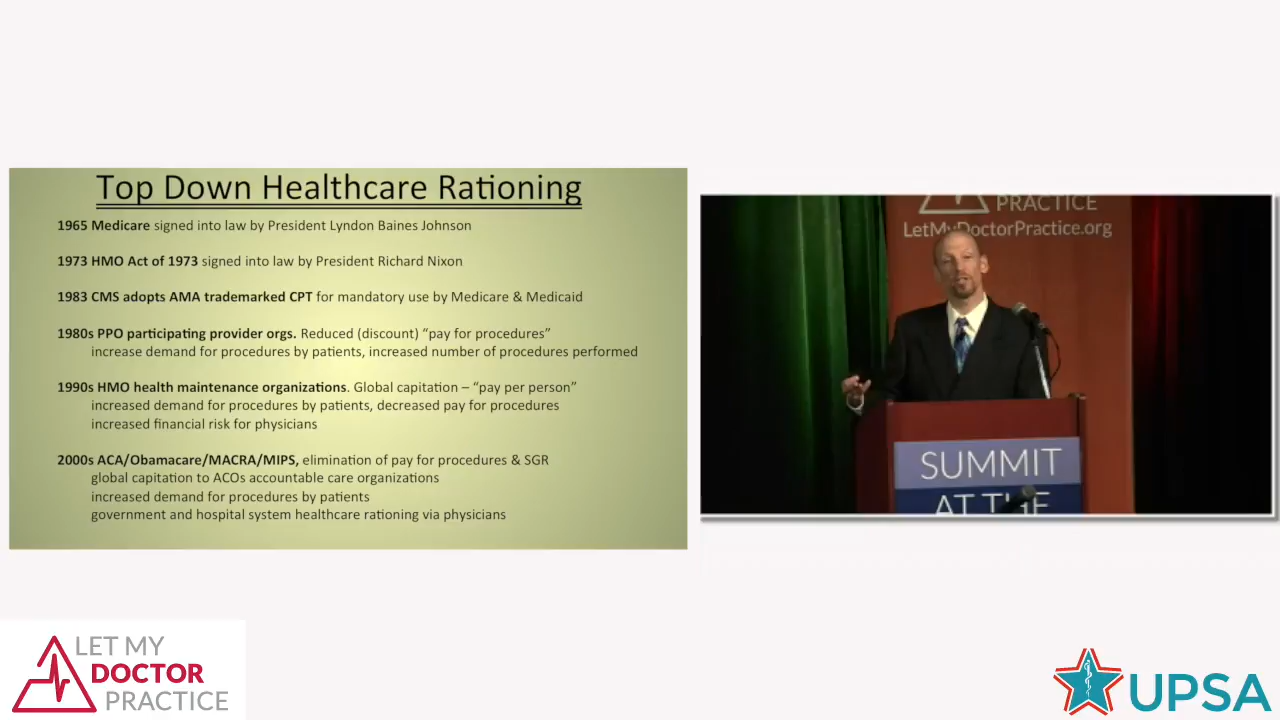 Top Down Healthcare Rationing
1965 Medicare signed into law by President Lyndon Baines Johnson
1973 HMO Act of 1973 signed into law by President Richard Nixon
1983 CMS adopts AMA trademarked CPT for mandatory use by Medicare & Medicaid
1980s PPO participating provider orgs. Reduced (discount) “pay for procedures”
increase demand for procedures by patients, increased number of procedures performed
1990s HMO health maintenance organizations. Global capitation – “pay per person”
increased demand for procedures by patients, decreased pay for procedures
increased financial risk for physicians
2000s ACA/Obamacare/MACRA/MIPS, elimination of pay for procedures & SGR
global capitation to ACOs accountable care organizations
increased demand for procedures by patients
government and hospital system healthcare rationing via physicians
PRACTICE
LetMyDoctorPractice.org
SUMMIT
AT THE
LET MY
DOCTOR
PRACTICE
UPSA